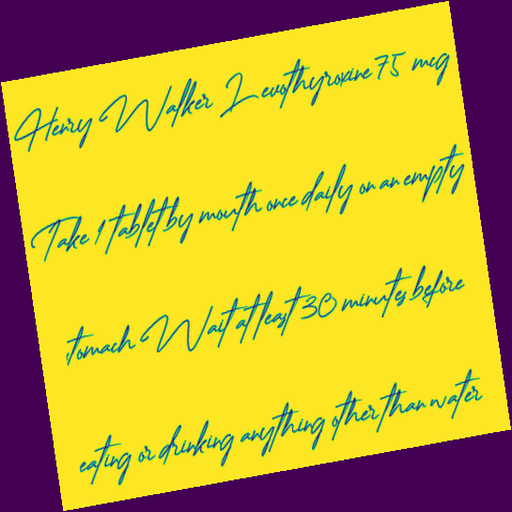 Henry Walker Levothyroxine 75 mcg
Take 1 tablet by mouth once daily on an empty
stomach Wait at least 30 minutes before
eating or drinking anything other than water